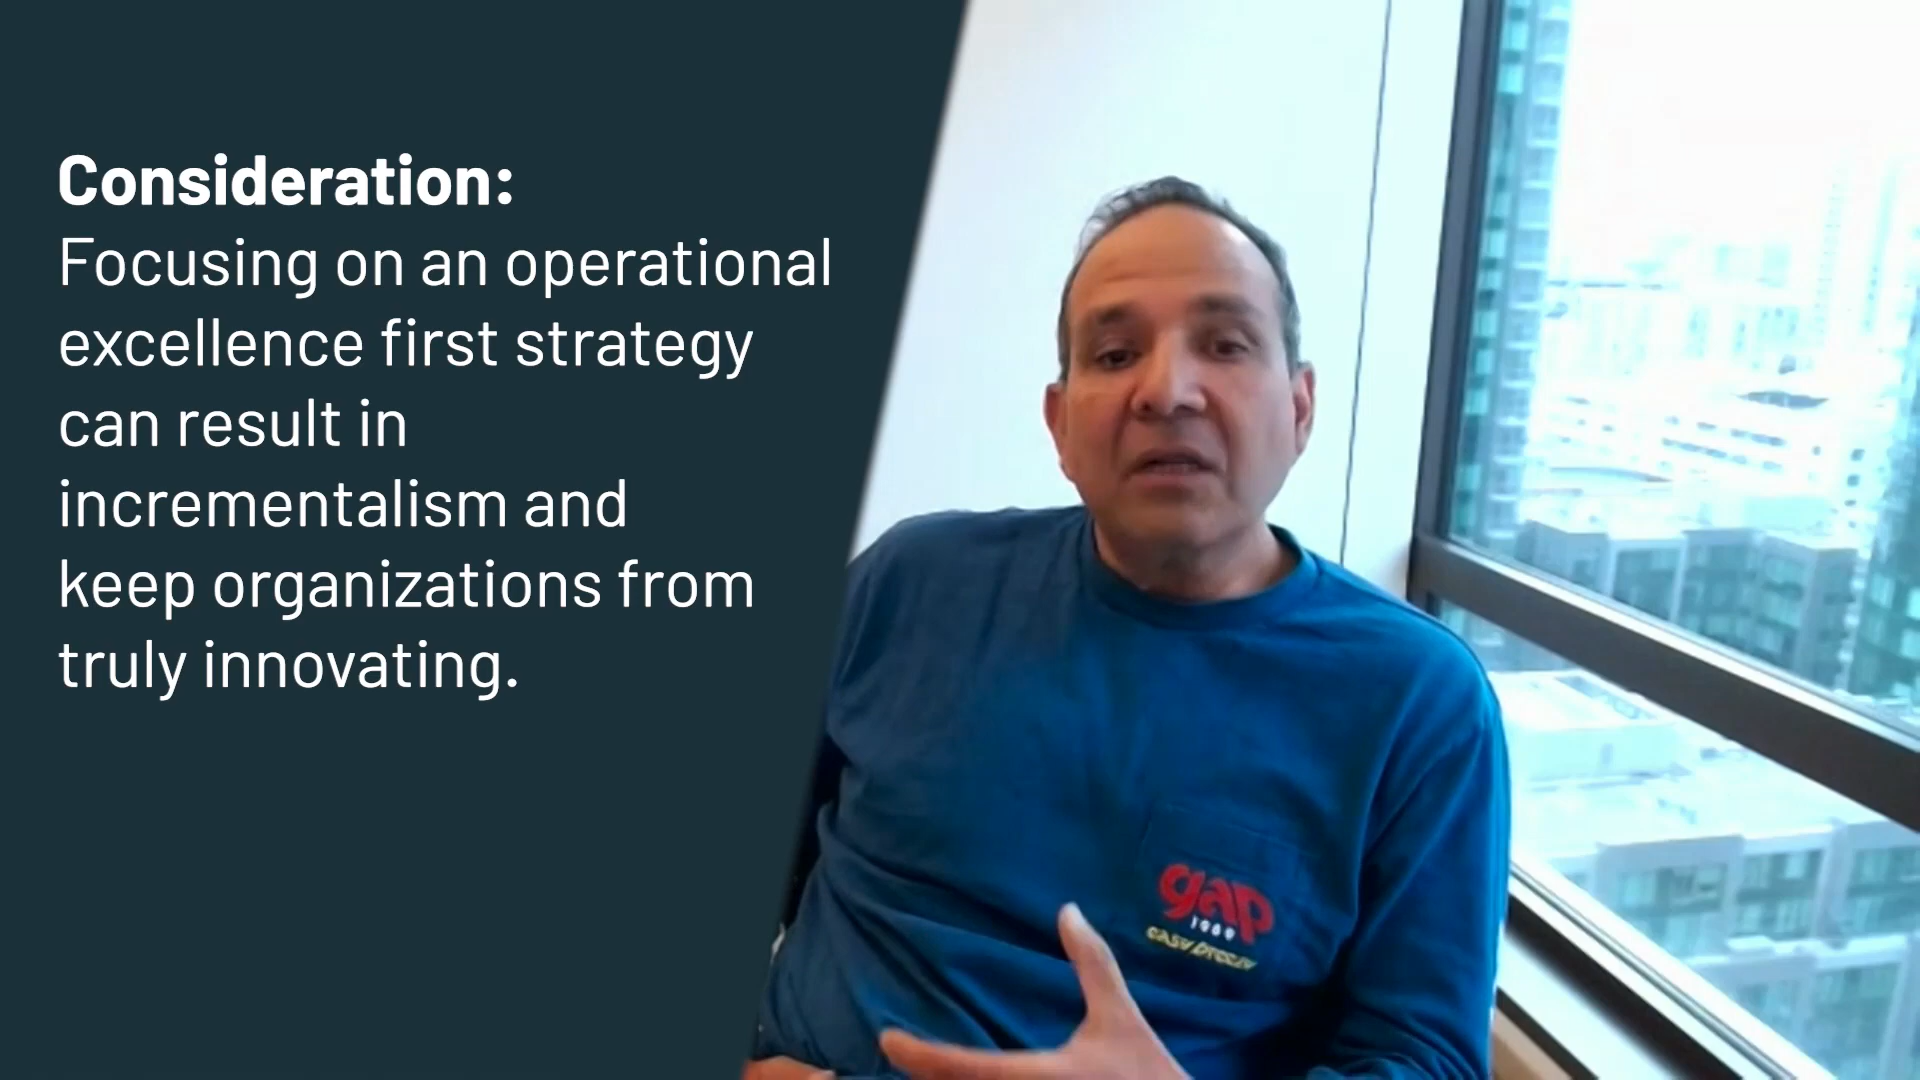 Consideration:
Focusing on an operational
excellence first strategy
can result in
incrementalism and
keep organizations from
truly innovating.
gap